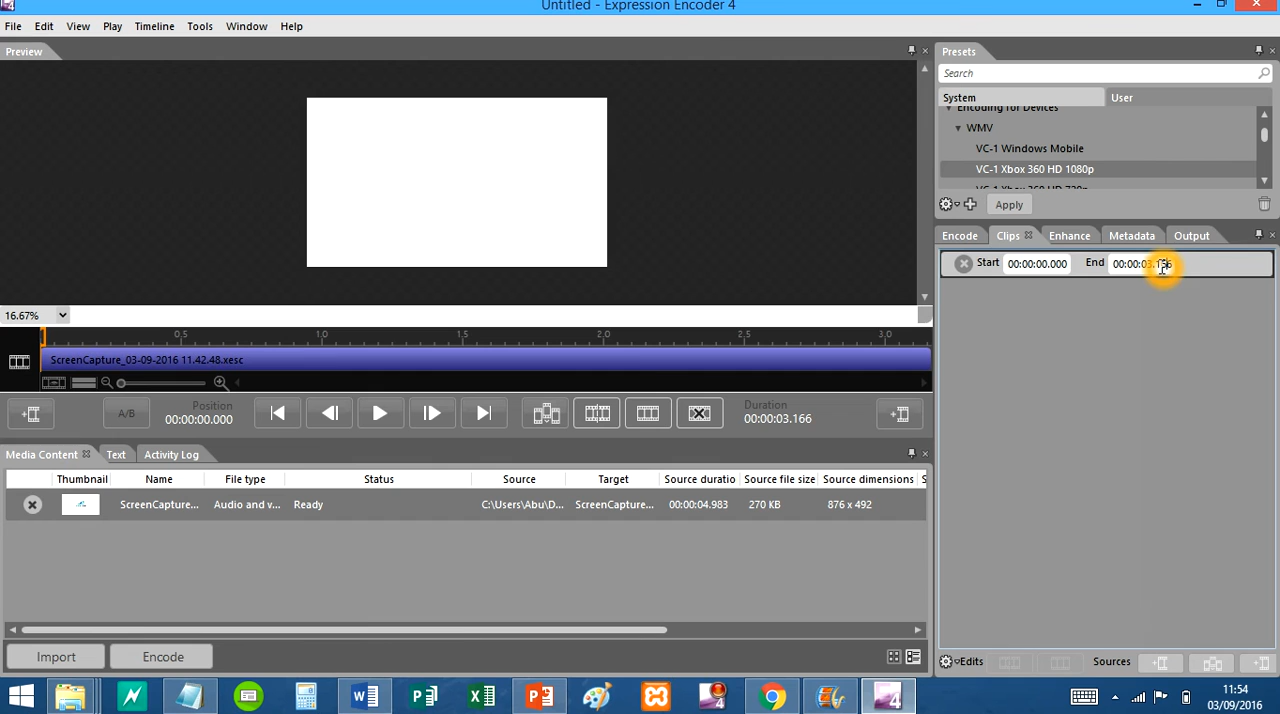 Untitled - Expression Encoder 4
File Edit View Play Timeline Tools Window Help
Preview
16.67%
0.5 1.0 1.5 2.0 2.5 3.0
ScreenCapture_03-09-2016 11.42.48.xesc
A/B
Position
00:00:00.000
Duration
00:00:03.166
Media Content Text Activity Log
Thumbnail Name File type Status Source Target Source duratio Source file size Source dimensions S
ScreenCapture... Audio and v... Ready C:\Users\Abu\D... ScreenCapture... 00:00:04.983 270 KB 876 x 492
Import Encode
Presets
Search
System User
Encoding for Devices
WMV
VC-1 Windows Mobile
VC-1 Xbox 360 HD 1080p
VC-1 Xbox 360 HD 720p
Apply
Encode Clips Enhance Metadata Output
Start 00:00:00.000 End 00:00:03.166
Edits Sources
11:54
03/09/2016